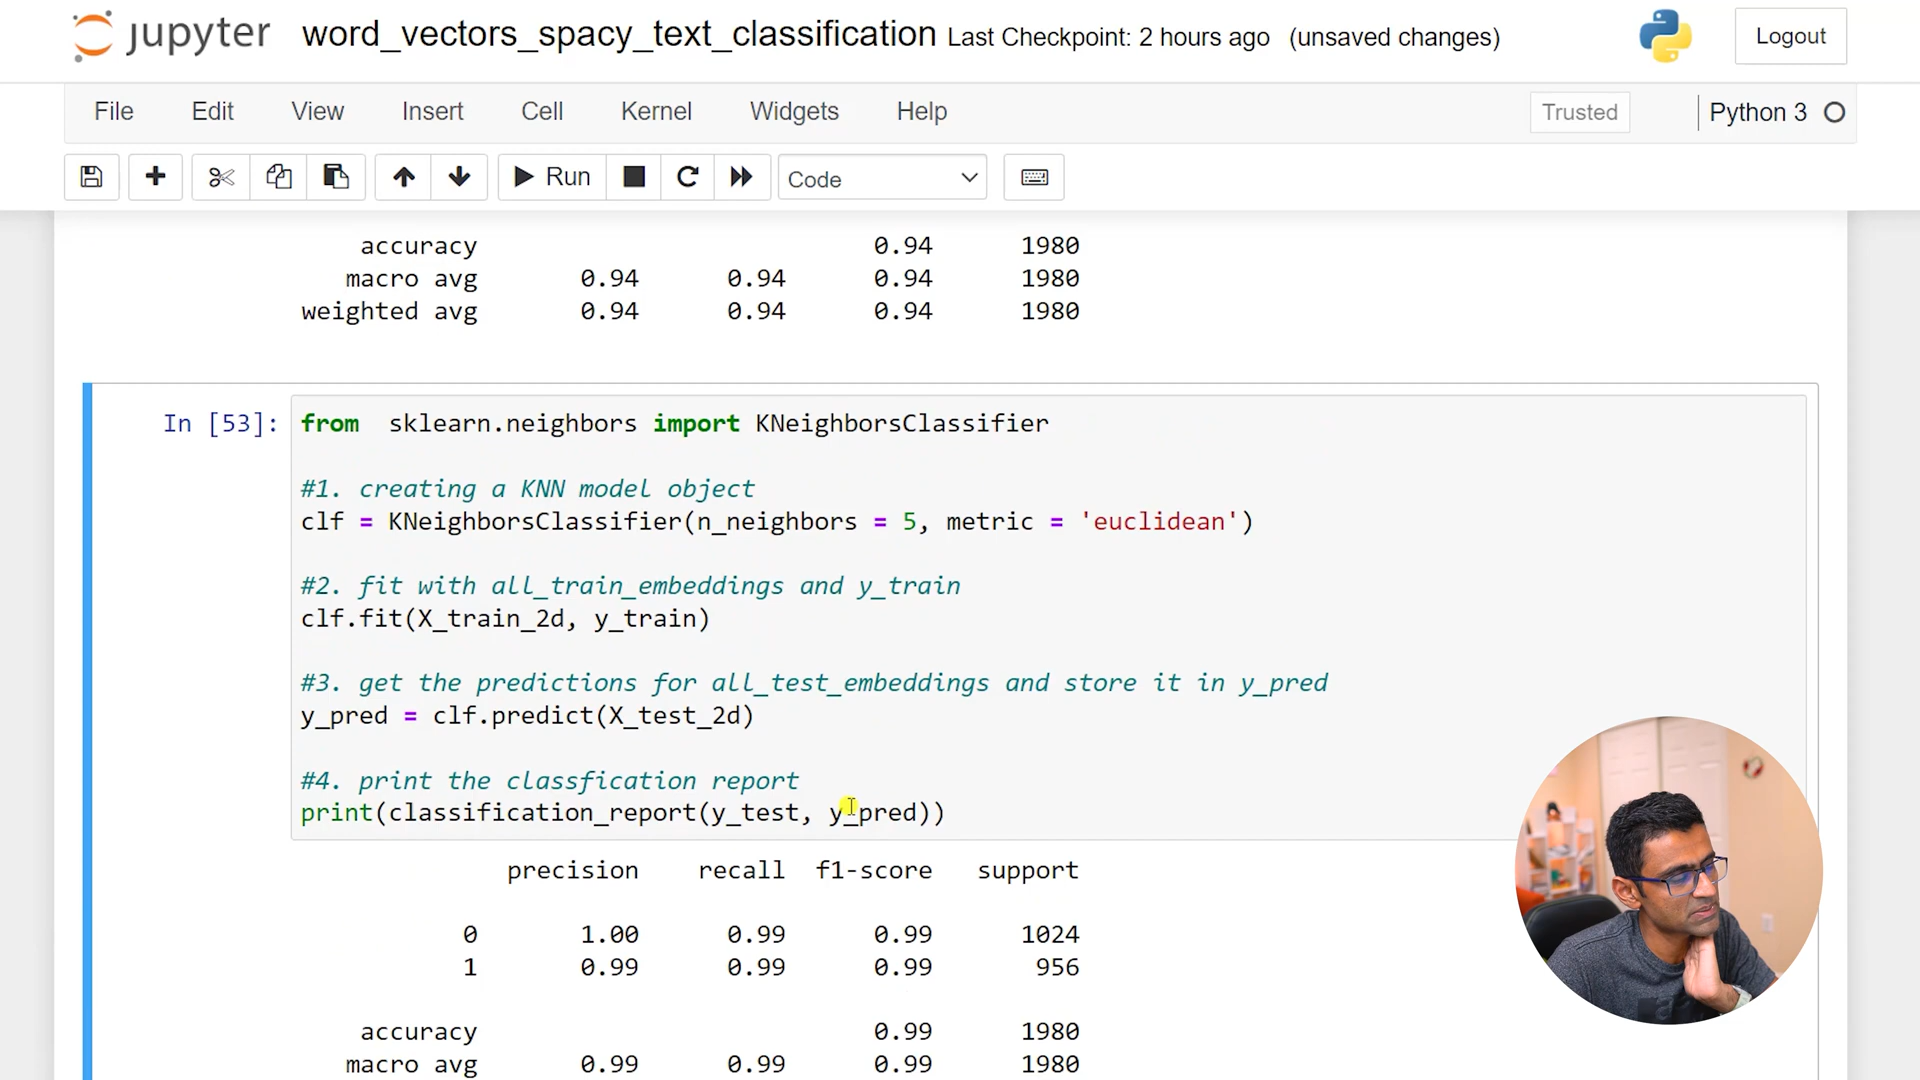 jupyter word_vectors_spacy_text_classification Last Checkpoint: 2 hours ago (unsaved changes) Logout
File Edit View Insert Cell Kernel Widgets Help Trusted Python 3
Run Code
accuracy 0.94 1980
macro avg 0.94 0.94 0.94 1980
weighted avg 0.94 0.94 0.94 1980
In [53]: from  sklearn.neighbors import KNeighborsClassifier
#1. creating a KNN model object
clf = KNeighborsClassifier(n_neighbors = 5, metric = 'euclidean')
#2. fit with all_train_embeddings and y_train
clf.fit(X_train_2d, y_train)
#3. get the predictions for all_test_embeddings and store it in y_pred
y_pred = clf.predict(X_test_2d)
#4. print the classfication report
print(classification_report(y_test, y_pred))
precision recall f1-score support
0 1.00 0.99 0.99 1024
1 0.99 0.99 0.99 956
accuracy 0.99 1980
macro avg 0.99 0.99 0.99 1980